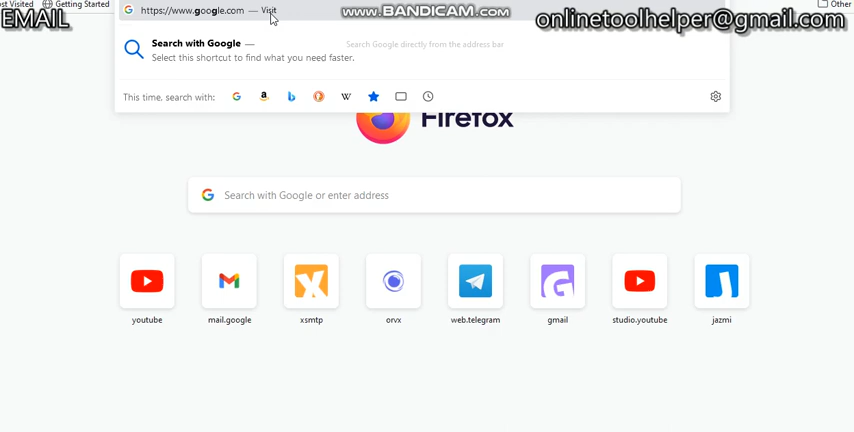 st Visited Getting Started
Other
EMAIL
WWW.BANDICAM.COM
onlinetoolhelper@gmail.com
https://www.google.com — Visit
Search with Google — Search Google directly from the address bar
Select this shortcut to find what you need faster.
This time, search with:
Firefox
Search with Google or enter address
youtube mail.google xsmtp orvx web.telegram gmail studio.youtube jazmi